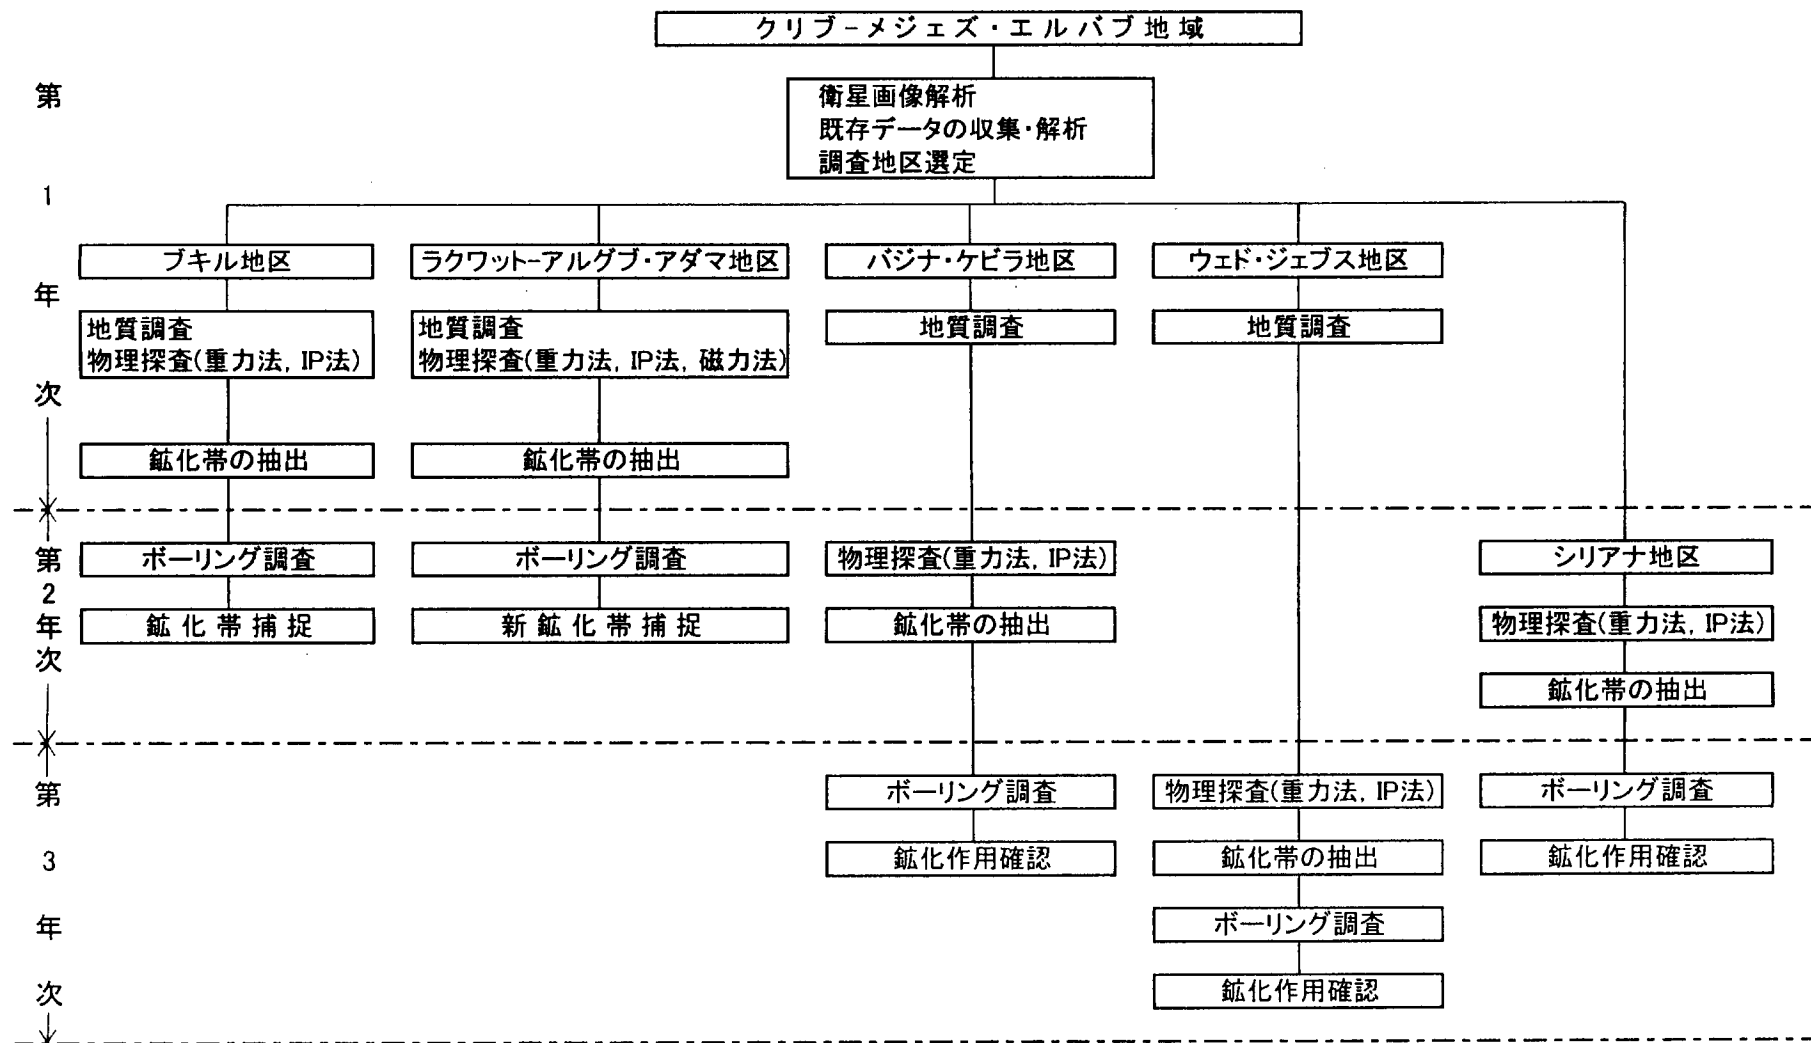 クリブ-メジェズ・エルバブ地域
衛星画像解析
既存データの収集・解析
調査地区選定
第
1
年
次
ブキル地区
ラクワット-アルグブ・アダマ地区
バジナ・ケビラ地区
ウェド・ジェブス地区
地質調査
物理探査(重力法, IP法)
地質調査
物理探査(重力法, IP法, 磁力法)
地質調査
地質調査
鉱化帯の抽出
鉱化帯の抽出
第
2
年
次
ボーリング調査
ボーリング調査
物理探査(重力法, IP法)
シリアナ地区
鉱化帯捕捉
新鉱化帯捕捉
鉱化帯の抽出
物理探査(重力法, IP法)
鉱化帯の抽出
第
3
年
次
ボーリング調査
物理探査(重力法, IP法)
ボーリング調査
鉱化作用確認
鉱化帯の抽出
鉱化作用確認
ボーリング調査
鉱化作用確認